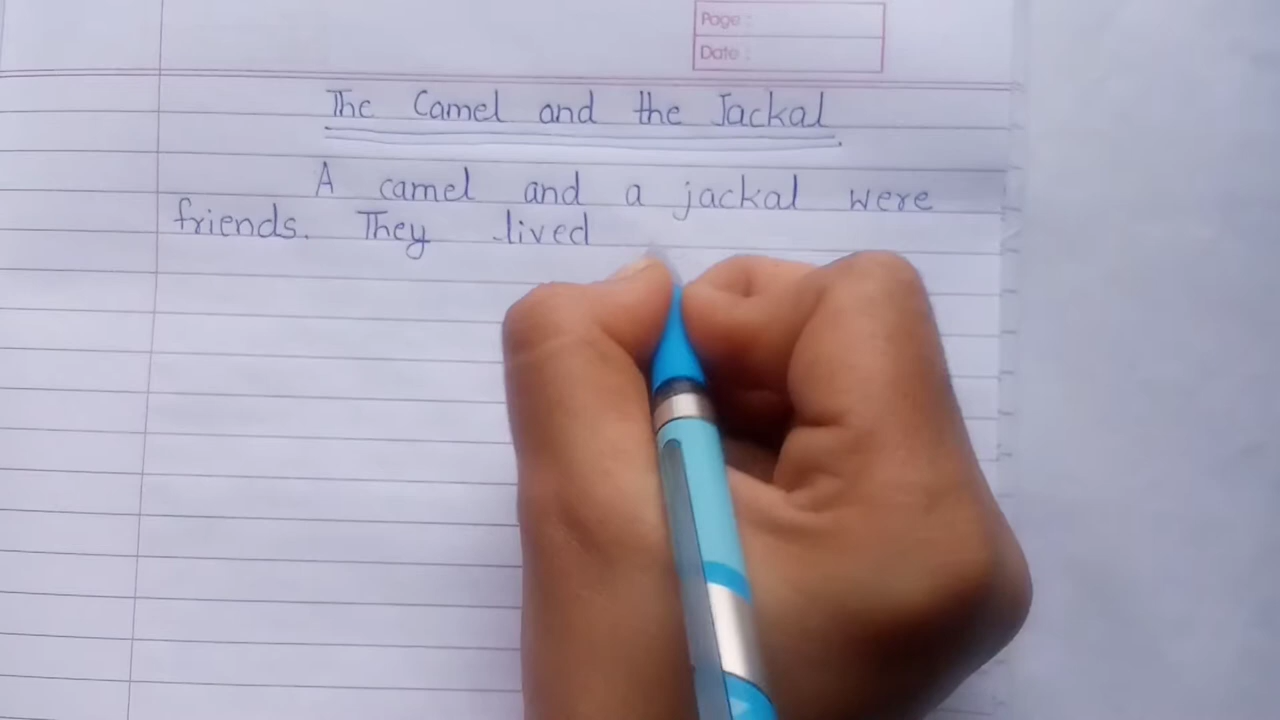 Page :
Date :
The Camel and the Jackal
A camel and a jackal were
friends. They lived